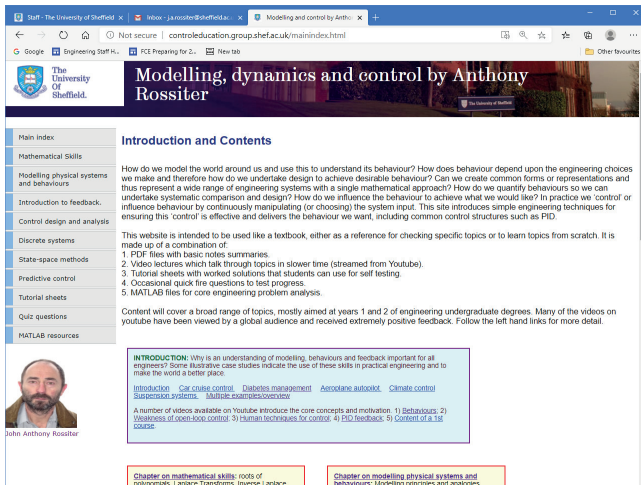 Staff - The University of Sheffield
Inbox - j.a.rossiter@sheffield.ac.u
Modelling and control by Anthon
Not secure | controleducation.group.shef.ac.uk/mainindex.html
Google Engineering Staff H... FCE Preparing for 2... New tab Other favourites
The University Of Sheffield.
Modelling, dynamics and control by Anthony
Rossiter
The University of Sheffield
Main index
Mathematical Skills
Modelling physical systems
and behaviours
Introduction to feedback.
Control design and analysis
Discrete systems
State-space methods
Predictive control
Tutorial sheets
Quiz questions
MATLAB resources
John Anthony Rossiter
Introduction and Contents
How do we model the world around us and use this to understand its behaviour? How does behaviour depend upon the engineering choices
we make and therefore how do we undertake design to achieve desirable behaviour? Can we create common forms or representations and
thus represent a wide range of engineering systems with a single mathematical approach? How do we quantify behaviours so we can
undertake systematic comparison and design? How do we influence the behaviour to achieve what we would like? In practice we 'control' or
influence behaviour by continuously manipulating (or choosing) the system input. This site introduces simple engineering techniques for
ensuring this 'control' is effective and delivers the behaviour we want, including common control structures such as PID.
This website is intended to be used like a textbook, either as a reference for checking specific topics or to learn topics from scratch. It is
made up of a combination of:
1. PDF files with basic notes summaries.
2. Video lectures which talk through topics in slower time (streamed from Youtube).
3. Tutorial sheets with worked solutions that students can use for self testing.
4. Occasional quick fire questions to test progress.
5. MATLAB files for core engineering problem analysis.
Content will cover a broad range of topics, mostly aimed at years 1 and 2 of engineering undergraduate degrees. Many of the videos on
youtube have been viewed by a global audience and received extremely positive feedback. Follow the left hand links for more detail.
INTRODUCTION: Why is an understanding of modelling, behaviours and feedback important for all
engineers? Some illustrative case studies indicate the use of these skills in practical engineering and to
make the world a better place.
Introduction Car cruise control Diabetes management Aeroplane autopilot Climate control
Suspension systems Multiple examples/overview
A number of videos available on Youtube introduce the core concepts and motivation. 1) Behaviours; 2)
Weakness of open-loop control; 3) Human techniques for control; 4) PID feedback; 5) Content of a 1st
course.
Chapter on mathematical skills: roots of
polynomials, Laplace Transforms, Inverse Laplace
Chapter on modelling physical systems and
behaviours: Modelling principles and analogies